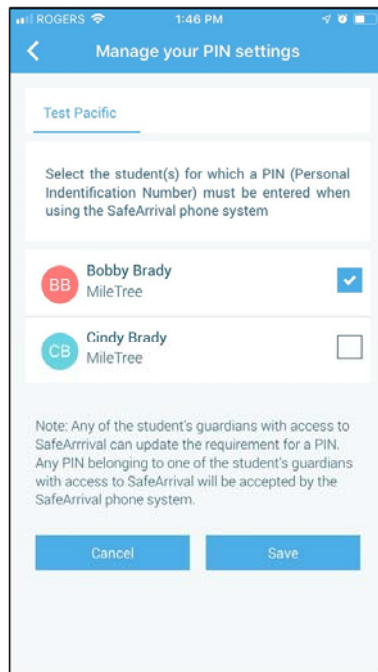 ROGERS 1:46 PM
Manage your PIN settings
Test Pacific
Select the student(s) for which a PIN (Personal
Indentification Number) must be entered when
using the SafeArrival phone system
BB Bobby Brady
MileTree
CB Cindy Brady
MileTree
Note: Any of the student's guardians with access to
SafeArrrival can update the requirement for a PIN.
Any PIN belonging to one of the student's guardians
with access to SafeArrival will be accepted by the
SafeArrival phone system.
Cancel Save